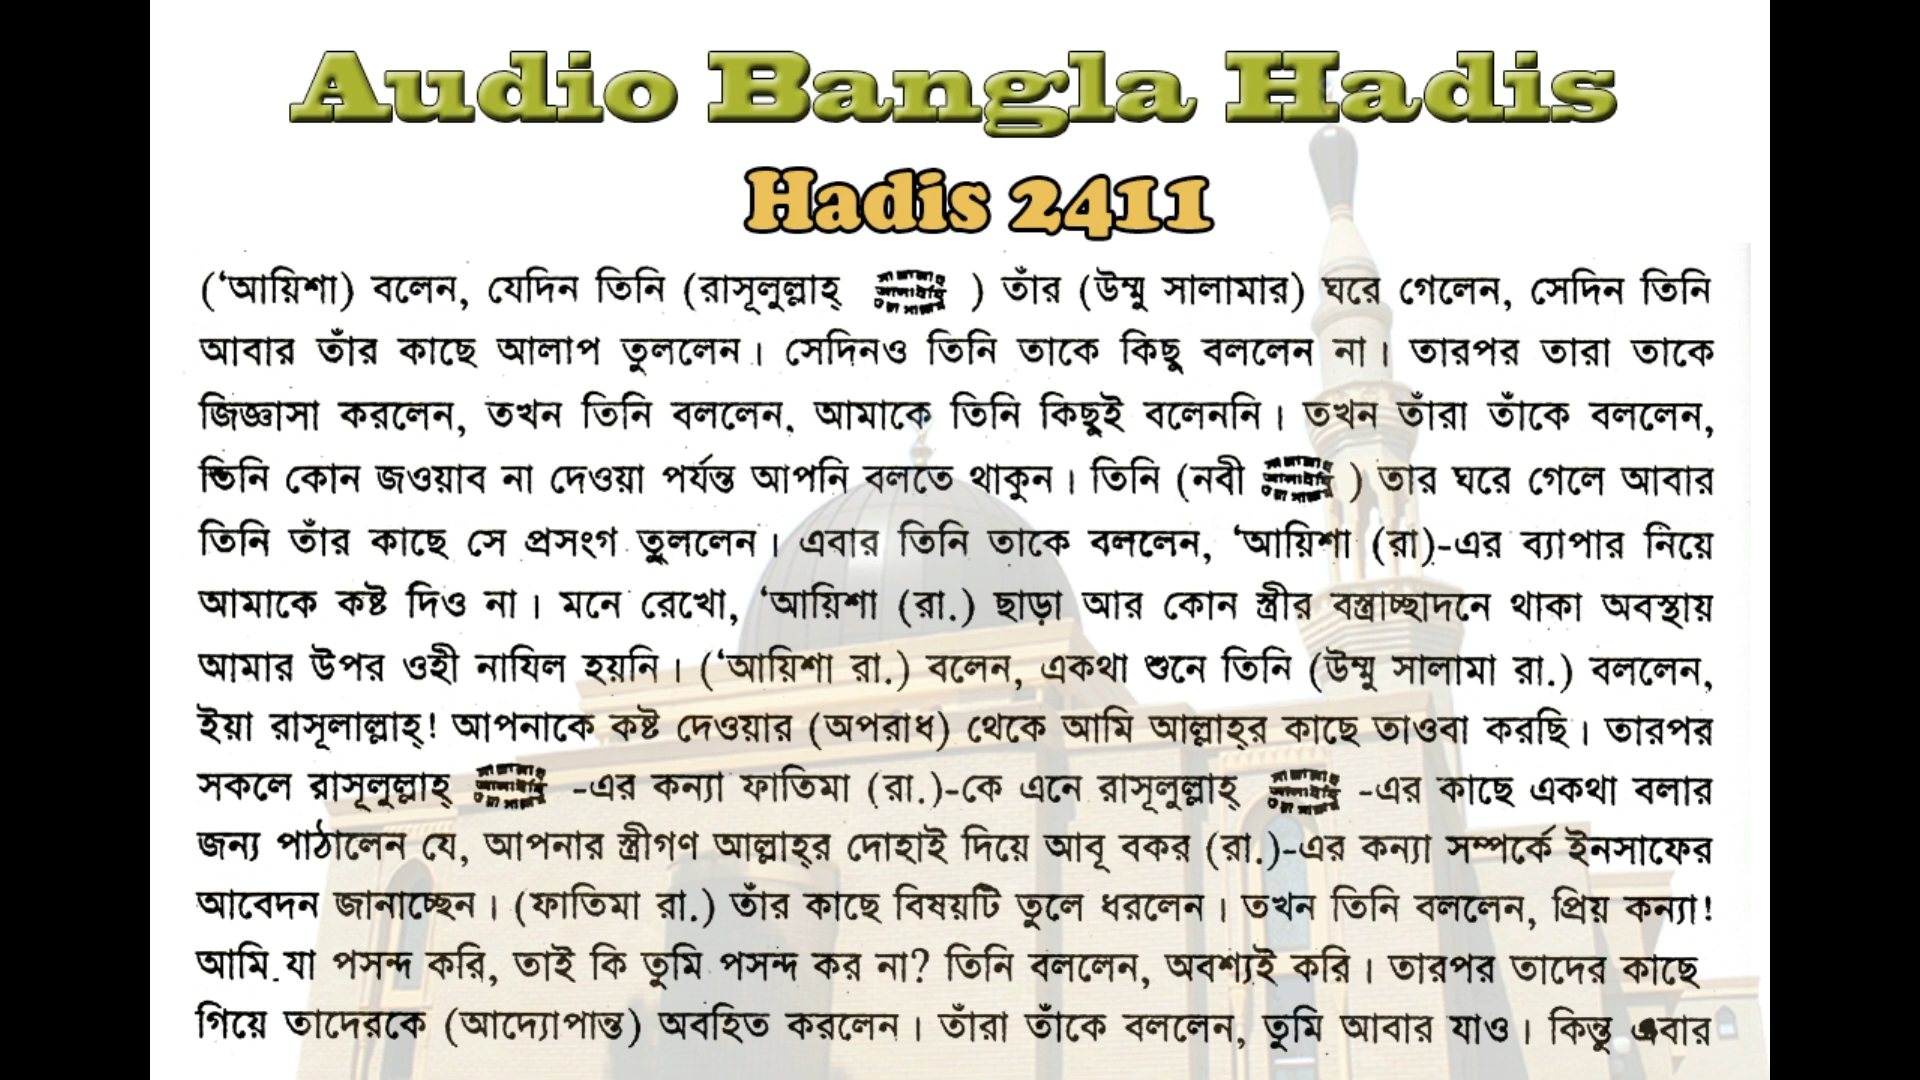 Audio Bangla Hadis
Hadis 2411
(‘আয়িশা) বলেন, যেদিন তিনি (রাসূলুল্লাহ্ ) তাঁর (উম্মু সালামার) ঘরে গেলেন, সেদিন তিনি
আবার তাঁর কাছে আলাপ তুললেন। সেদিনও তিনি তাকে কিছু বললেন না। তারপর তারা তাকে
জিজ্ঞাসা করলেন, তখন তিনি বললেন, আমাকে তিনি কিছুই বলেননি। তখন তাঁরা তাঁকে বললেন,
তিনি কোন জওয়াব না দেওয়া পর্যন্ত আপনি বলতে থাকুন। তিনি (নবী ) তার ঘরে গেলে আবার
তিনি তাঁর কাছে সে প্রসংগ তুললেন। এবার তিনি তাকে বললেন, ‘আয়িশা (রা)-এর ব্যাপার নিয়ে
আমাকে কষ্ট দিও না। মনে রেখো, ‘আয়িশা (রা.) ছাড়া আর কোন স্ত্রীর বস্ত্রাচ্ছাদনে থাকা অবস্থায়
আমার উপর ওহী নাযিল হয়নি। (‘আয়িশা রা.) বলেন, একথা শুনে তিনি (উম্মু সালামা রা.) বললেন,
ইয়া রাসূলাল্লাহ্! আপনাকে কষ্ট দেওয়ার (অপরাধ) থেকে আমি আল্লাহ্‌র কাছে তাওবা করছি। তারপর
সকলে রাসূলুল্লাহ্ -এর কন্যা ফাতিমা (রা.)-কে এনে রাসূলুল্লাহ্ -এর কাছে একথা বলার
জন্য পাঠালেন যে, আপনার স্ত্রীগণ আল্লাহ্‌র দোহাই দিয়ে আবূ বকর (রা.)-এর কন্যা সম্পর্কে ইনসাফের
আবেদন জানাচ্ছেন। (ফাতিমা রা.) তাঁর কাছে বিষয়টি তুলে ধরলেন। তখন তিনি বললেন, প্রিয় কন্যা!
আমি যা পসন্দ করি, তাই কি তুমি পসন্দ কর না? তিনি বললেন, অবশ্যই করি। তারপর তাদের কাছে
গিয়ে তাদেরকে (আদ্যোপান্ত) অবহিত করলেন। তাঁরা তাঁকে বললেন, তুমি আবার যাও। কিন্তু এবার